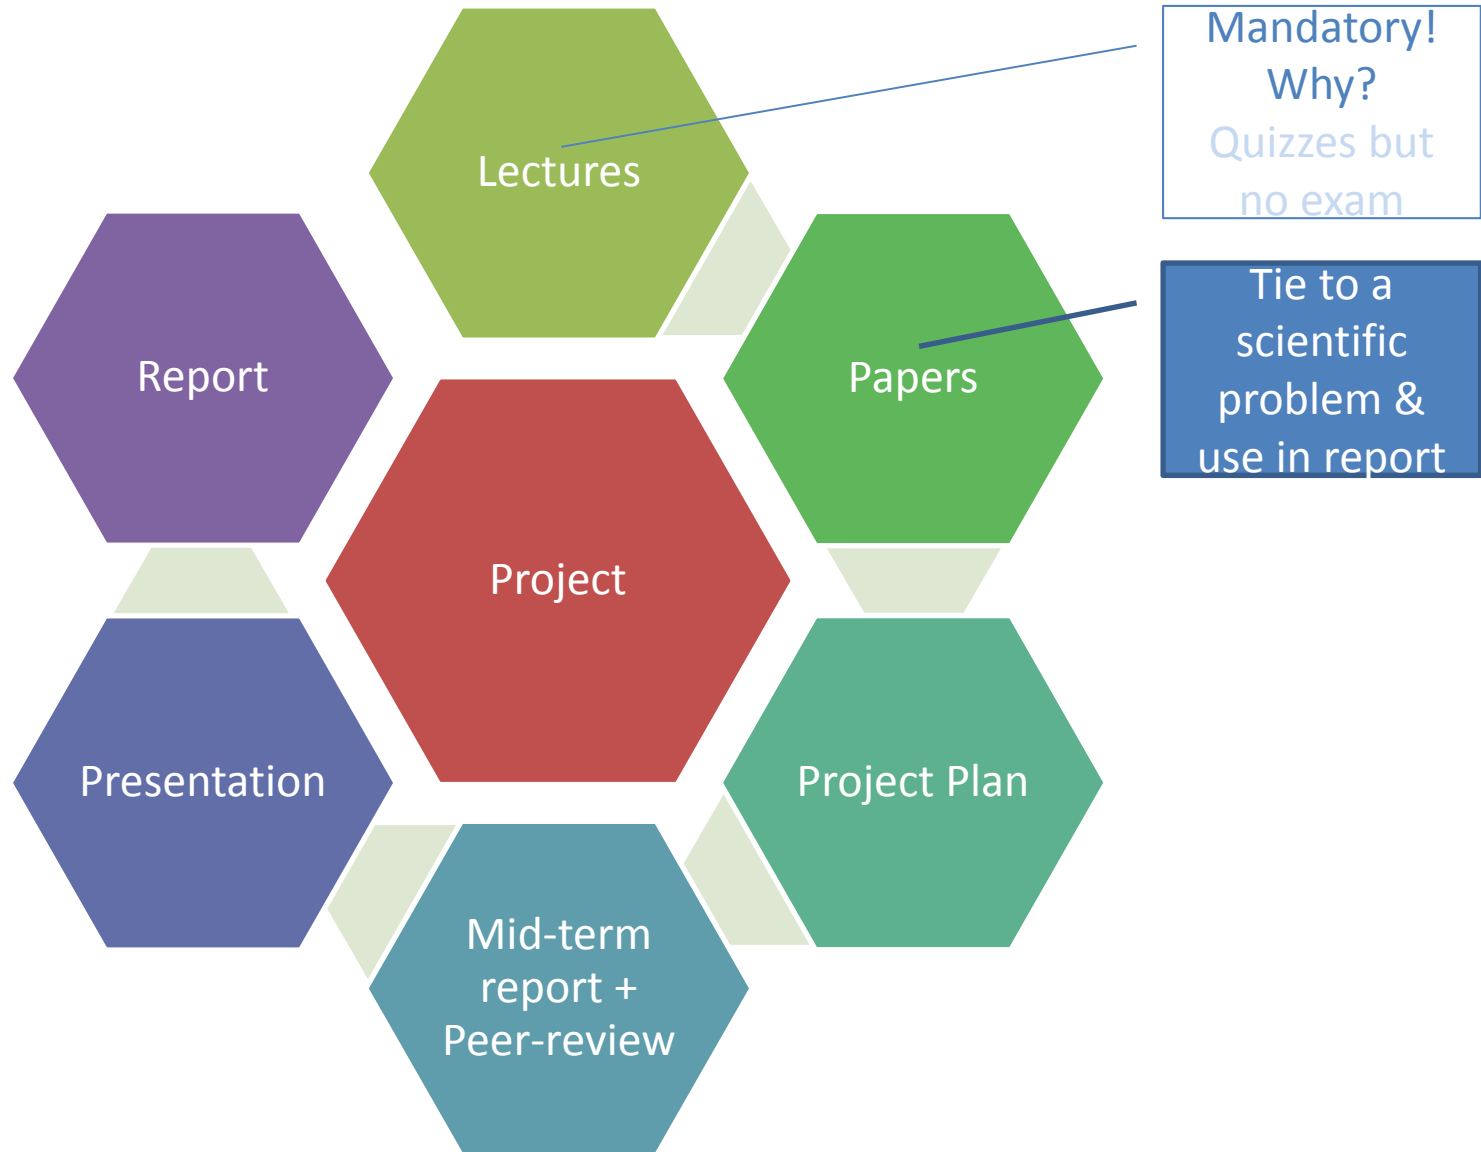 Mandatory!
Why?
Quizzes but
no exam
Lectures
Tie to a
scientific
problem &
use in report
Report
Papers
Project
Presentation
Project Plan
Mid-term
report +
Peer-review